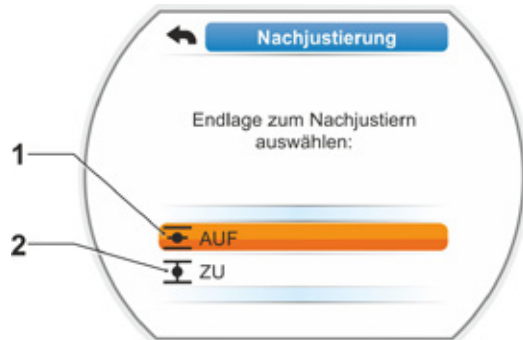 Nachjustierung
Endlage zum Nachjustiern
auswählen:
1
AUF
2
ZU